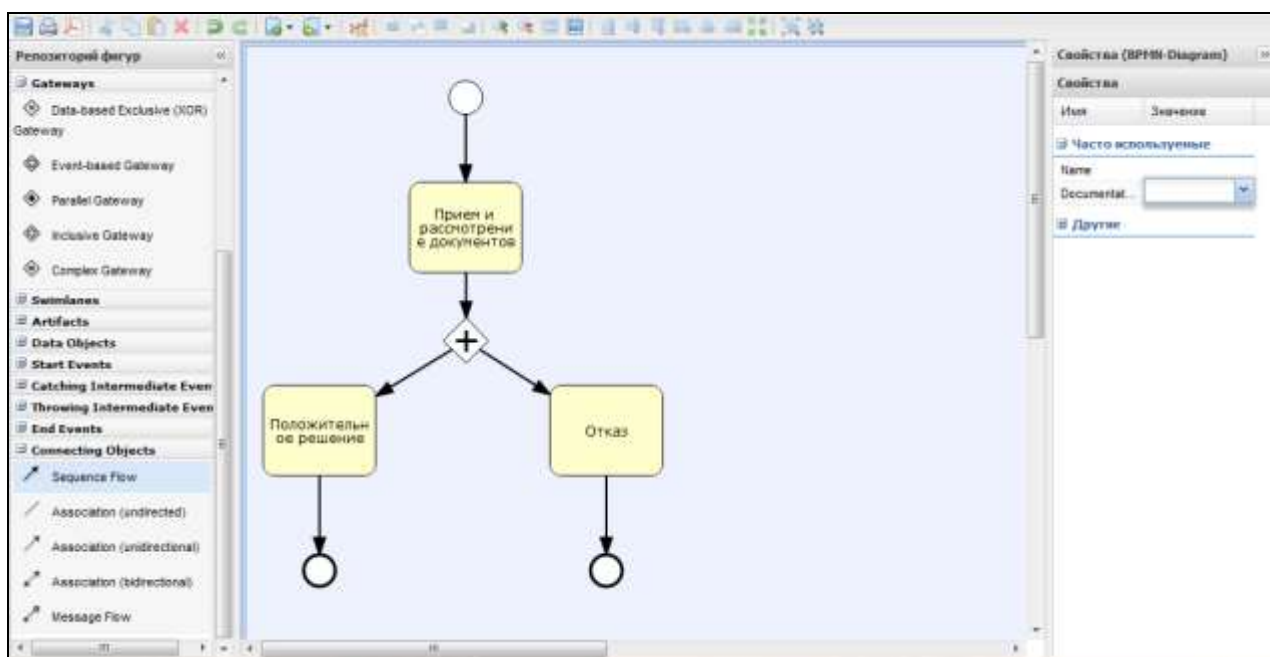 Репозиторий фигур
Gateways
Data-based Exclusive (XOR)
Gateway
Event-based Gateway
Parallel Gateway
Inclusive Gateway
Complex Gateway
Swimlanes
Artifacts
Data Objects
Start Events
Catching Intermediate Even
Throwing Intermediate Even
End Events
Connecting Objects
Sequence Flow
Association (undirected)
Association (unidirectional)
Association (bidirectional)
Message Flow
Прием и
рассмотрени
е документов
Положительн
ое решение
Отказ
Свойства (BPMN-Diagram)
Свойства
Имя Значение
Часто используемые
Name
Documentat...
Другие